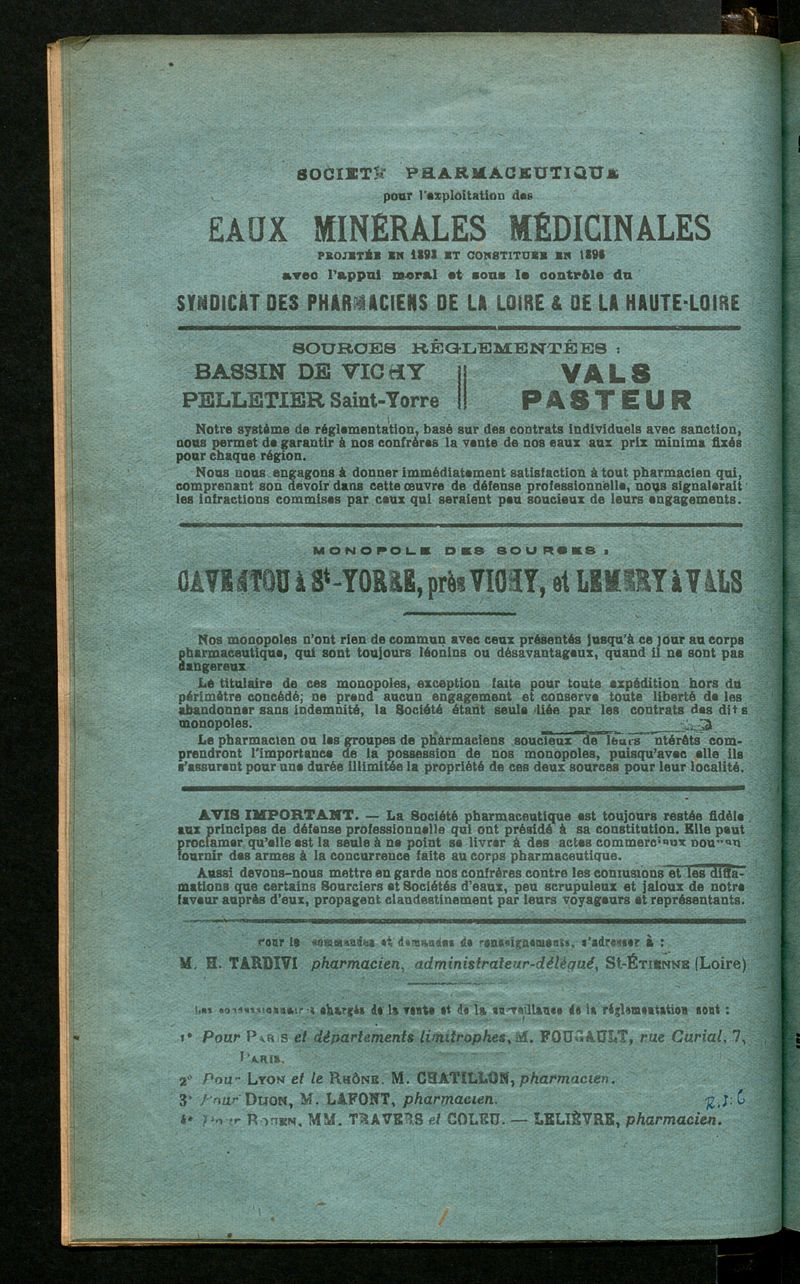 SOCIETÉ PHARMACEUTIQUE
pour l'exploitation des
EAUX MINÉRALES MÉDICINALES
PROJETÉE EN 1893 ET CONSTITUEE EN 1896
avec l'appui moral et sous le contrôle du
SYNDICAT DES PHARMACIENS DE LA LOIRE & DE LA HAUTE-LOIRE
SOURCES RÉGLEMENTÉES :
BASSIN DE VICHY
PELLETIER Saint-Yorre
VALS
PASTEUR
Notre système de réglementation, basé sur des contrats individuels avec sanction,
nous permet de garantir à nos confrères la vente de nos eaux aux prix minima fixés
pour chaque région.
Nous nous engagons à donner immédiatement satisfaction à tout pharmacien qui,
comprenant son devoir dans cette œuvre de défense professionnelle, nous signalerait
les infractions commises par ceux qui seraient peu soucieux de leurs engagements.
MONOPOLE DES SOURCES :
CAVENTOU à St-YORRE, près VICHY, et LEMERY à VALS
Nos monopoles n'ont rien de commun avec ceux présentés jusqu'à ce jour au corps
pharmaceutique, qui sont toujours léonins ou désavantageux, quand il ne sont pas
dangereux
Le titulaire de ces monopoles, exception faite pour toute expédition hors du
périmètre concédé; ne prend aucun engagement et conserve toute liberté de les
abandonner sans indemnité, la Société étant seule liée par les contrats des dits
monopoles.
Le pharmacien ou les groupes de pharmaciens soucieux de leurs ntérêts com-
prendront l'importance de la possession de nos monopoles, puisqu'avec elle ils
s'assurent pour une durée illimitée la propriété de ces deux sources pour leur localité.
AVIS IMPORTANT. — La Société pharmaceutique est toujours restée fidèle
aux principes de défense professionnelle qui ont présidé à sa constitution. Elle peut
proclamer qu'elle est la seule à ne point se livrer à des actes commerciaux pouvan
fournir des armes à la concurrence faite au corps pharmaceutique.
Aussi devons-nous mettre en garde nos confrères contre les confusions et les diffa-
mations que certains Sourciers et Sociétés d'eaux, peu scrupuleux et jaloux de notre
faveur auprès d'eux, propagent clandestinement par leurs voyageurs et représentants.
Pour les commandes et demandes de renseignements, s'adresser à :
M. H. TARDIVI pharmacien, administrateur-délégué, St-Étienne (Loire)
Les commissionnaires chargés de la vente et de la surveillance de la réglementation sont :
1° Pour Paris et départements limitrophes, M. FOUGAULT, rue Curial, 7,
Paris.
2° Pour Lyon et le Rhône. M. CHATILLON, pharmacien.
3° Pour Dijon, M. LAFONT, pharmacien.
4° Pour Rouen, MM. TRAVERS et COLEU. — LELIÈVRE, pharmacien.